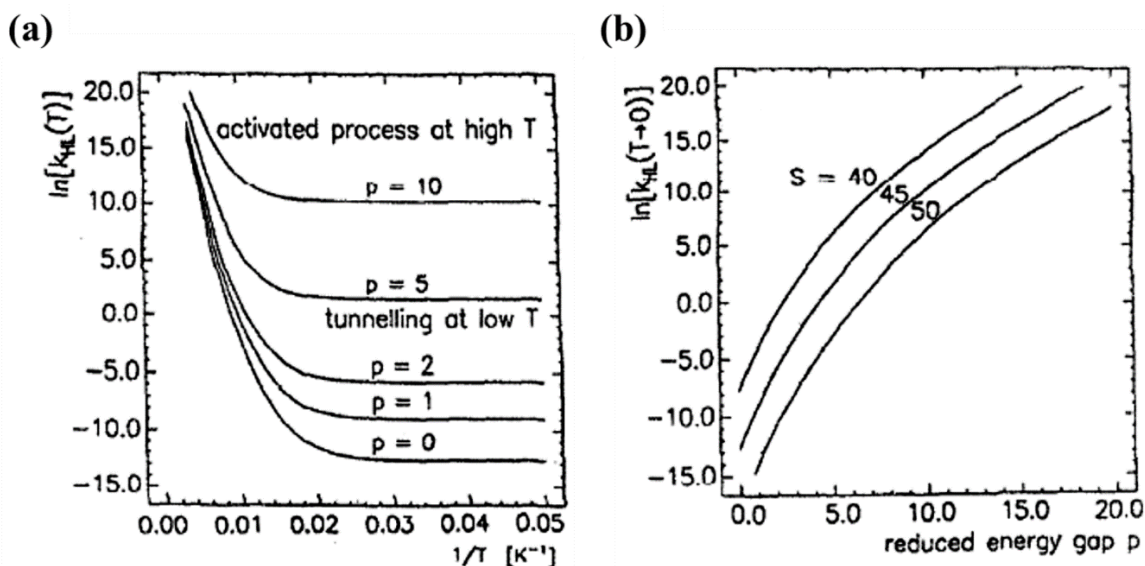 (a)
ln[k_HL(T)]
20.0
15.0
10.0
5.0
0.0
−5.0
−10.0
−15.0
activated process at high T
p = 10
p = 5
tunnelling at low T
p = 2
p = 1
p = 0
0.00 0.01 0.02 0.03 0.04 0.05
1/T [K⁻¹]
(b)
ln[k_HL(T→0)]
20.0
15.0
10.0
5.0
0.0
−5.0
−10.0
−15.0
S = 40
45
50
0.0 5.0 10.0 15.0 20.0
reduced energy gap p